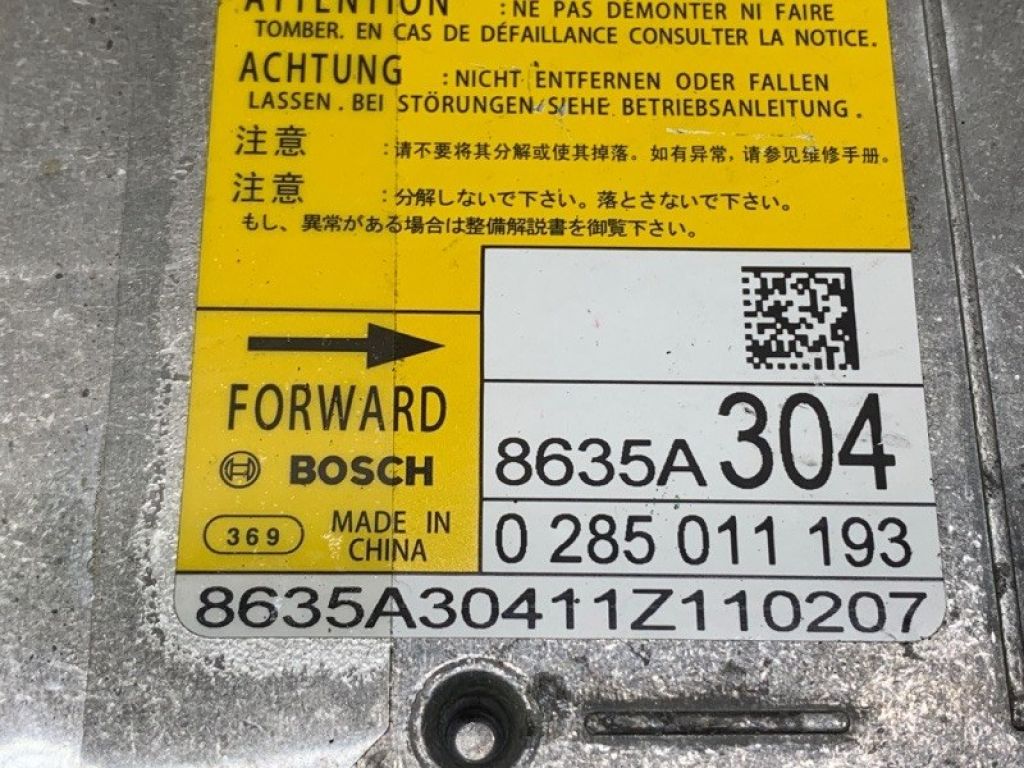 ATTENTION : NE PAS DÉMONTER NI FAIRE
TOMBER. EN CAS DE DÉFAILLANCE CONSULTER LA NOTICE.
ACHTUNG : NICHT ENTFERNEN ODER FALLEN
LASSEN. BEI STÖRUNGEN SIEHE BETRIEBSANLEITUNG.
注意 : 请不要将其分解或使其掉落。如有异常，请参见维修手册。
注意 : 分解しないで下さい。落とさないで下さい。
もし、異常がある場合は整備解説書を御覧下さい。
FORWARD
BOSCH
369 MADE IN
CHINA
8635A 304
0 285 011 193
8635A30411Z110207